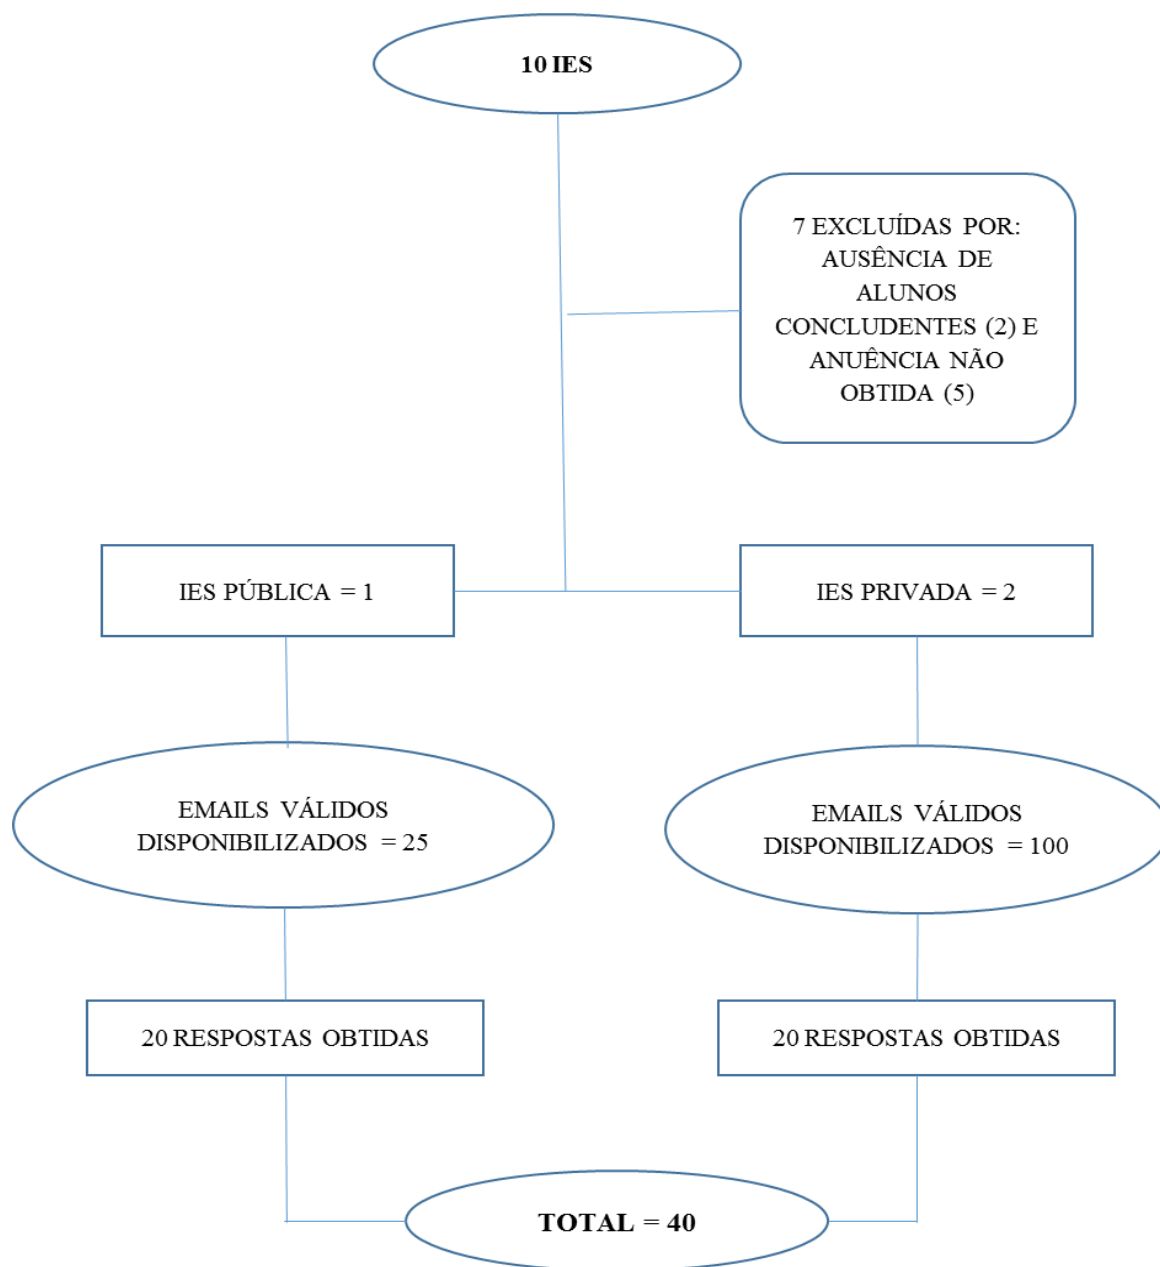 10 IES
7 EXCLUÍDAS POR:
AUSÊNCIA DE
ALUNOS
CONCLUDENTES (2) E
ANUÊNCIA NÃO
OBTIDA (5)
IES PÚBLICA = 1
IES PRIVADA = 2
EMAILS VÁLIDOS
DISPONIBILIZADOS = 25
EMAILS VÁLIDOS
DISPONIBILIZADOS = 100
20 RESPOSTAS OBTIDAS
20 RESPOSTAS OBTIDAS
TOTAL = 40